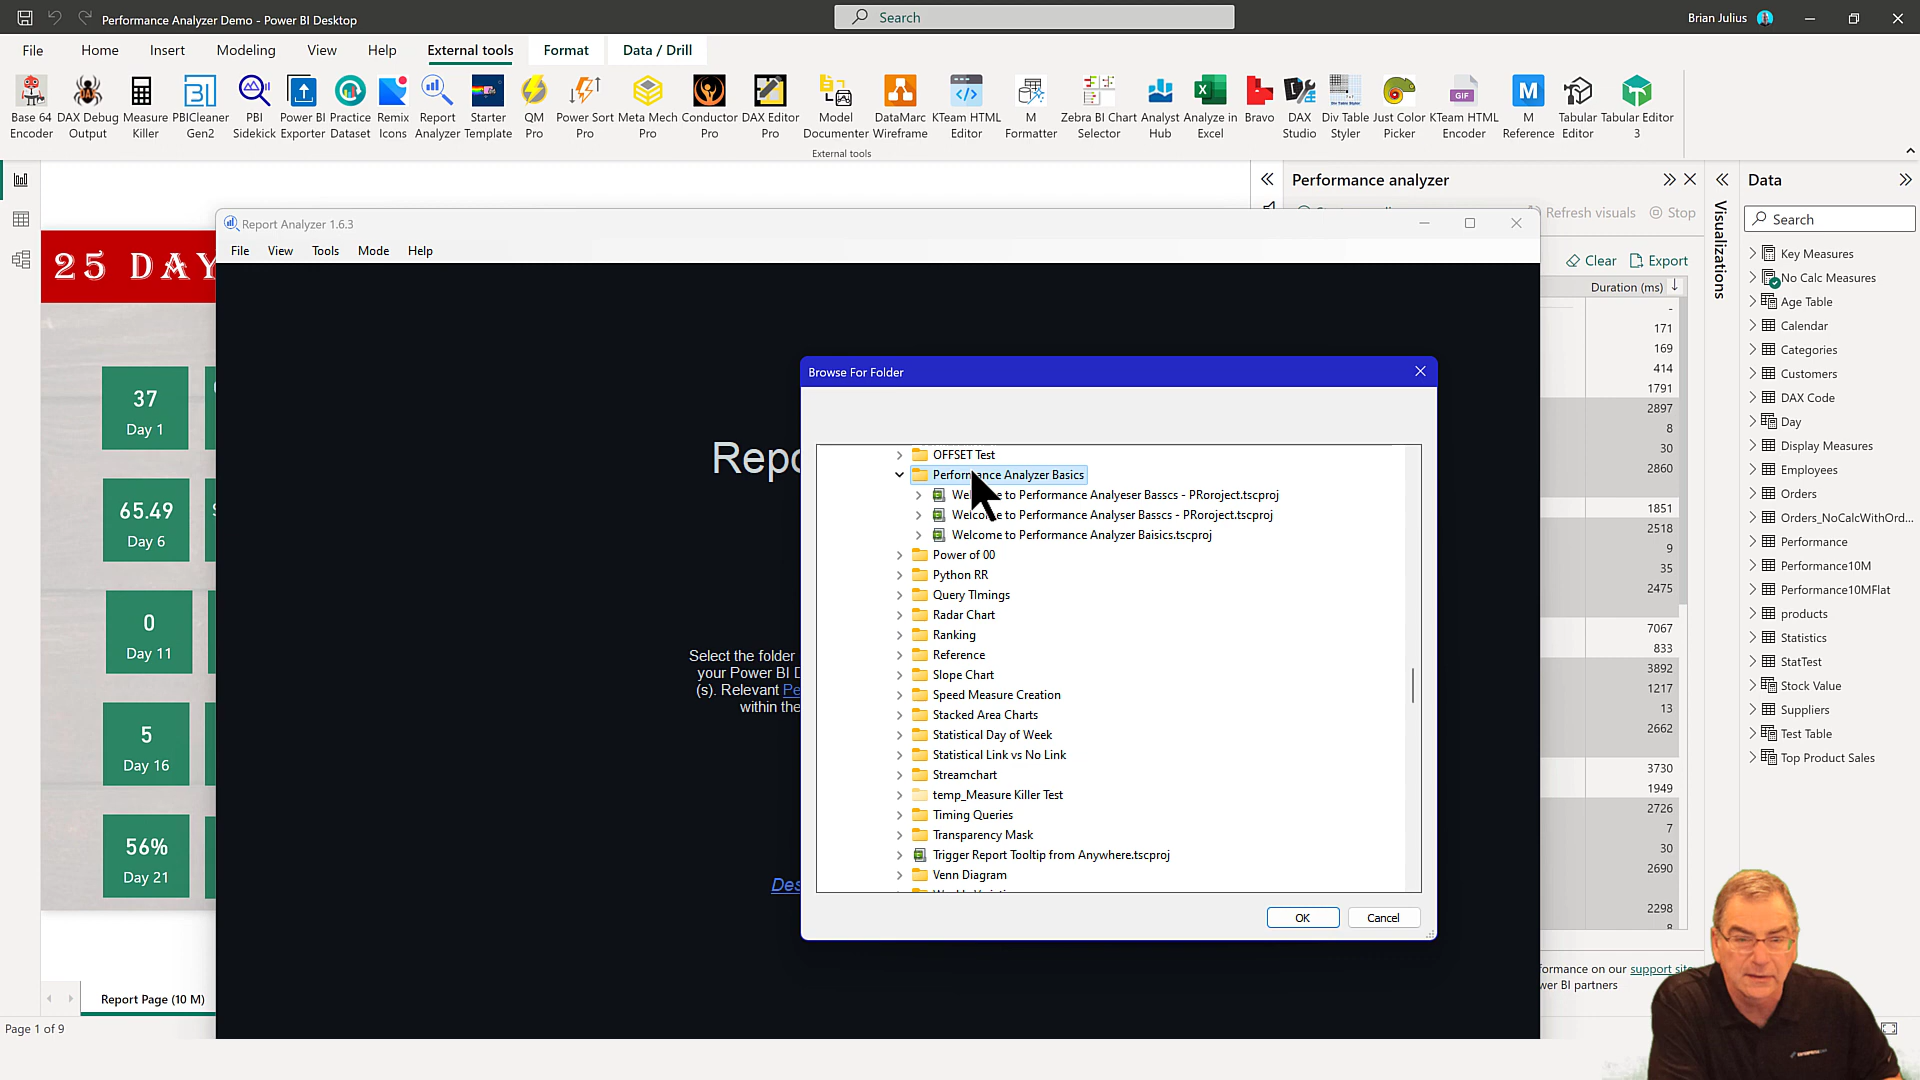 Performance Analyzer Demo - Power BI Desktop
Search
Brian Julius
File Home Insert Modeling View Help External tools Format Data / Drill
Base 64 Encoder
DAX Debug Output
Measure Killer
PBICleaner Gen2
PBI Sidekick
Power BI Exporter
Practice Dataset
Remix Icons
Report Analyzer
Starter Template
QM Pro
Power Sort Pro
Meta Mech Pro
Conductor Pro
DAX Editor Pro
Model Documenter
DataMarc Wireframe
KTeam HTML Editor
M Formatter
Zebra BI Chart Selector
Analyst Hub
Analyze in Excel
Bravo
DAX Studio
Div Table Styler
Just Color Picker
GIF
KTeam HTML Encoder
M
M Reference
Tabular Editor
Tabular Editor 3
External tools
25 DAY
37
Day 1
65.49
Day 6
0
Day 11
5
Day 16
56%
Day 21
Report Page (10 M)
Page 1 of 9
Report Analyzer 1.6.3
File View Tools Mode Help
Repo
Select the folder
your Power BI D
(s). Relevant Pe
within the
Des
Browse For Folder
OFFSET Test
Performance Analyzer Basics
Welcome to Performance Analyeser Basscs - PRoroject.tscproj
Welcome to Performance Analyser Basscs - PRoroject.tscproj
Welcome to Performance Analyzer Baisics.tscproj
Power of 00
Python RR
Query TImings
Radar Chart
Ranking
Reference
Slope Chart
Speed Measure Creation
Stacked Area Charts
Statistical Day of Week
Statistical Link vs No Link
Streamchart
temp_Measure Killer Test
Timing Queries
Transparency Mask
Trigger Report Tooltip from Anywhere.tscproj
Venn Diagram
OK
Cancel
Performance analyzer
Refresh visuals Stop
Clear Export
Duration (ms)
-
171
169
414
1791
2897
8
30
2860
1851
2518
9
35
2475
7067
833
3892
1217
13
2662
3730
1949
2726
7
30
2690
2298
8
formance on our support site
wer BI partners
Visualizations
Data
Search
Key Measures
No Calc Measures
Age Table
Calendar
Categories
Customers
DAX Code
Day
Display Measures
Employees
Orders
Orders_NoCalcWithOrd...
Performance
Performance10M
Performance10MFlat
products
Statistics
StatTest
Stock Value
Suppliers
Test Table
Top Product Sales